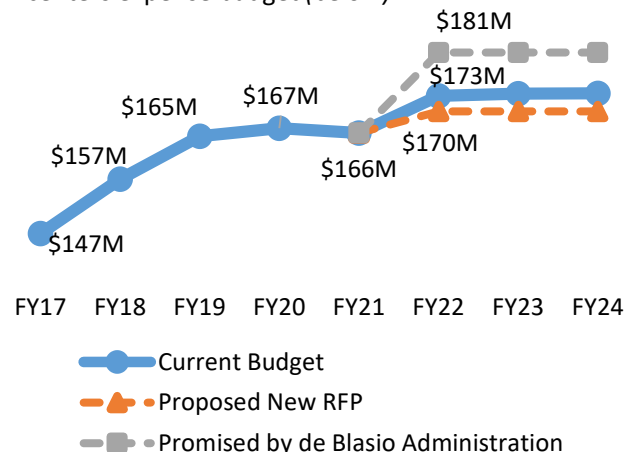 $181M
$173M
$167M
$165M
$170M
$157M
$166M
$147M
FY17 FY18 FY19 FY20 FY21 FY22 FY23 FY24
Current Budget
Proposed New RFP
Promised by de Blasio Administration